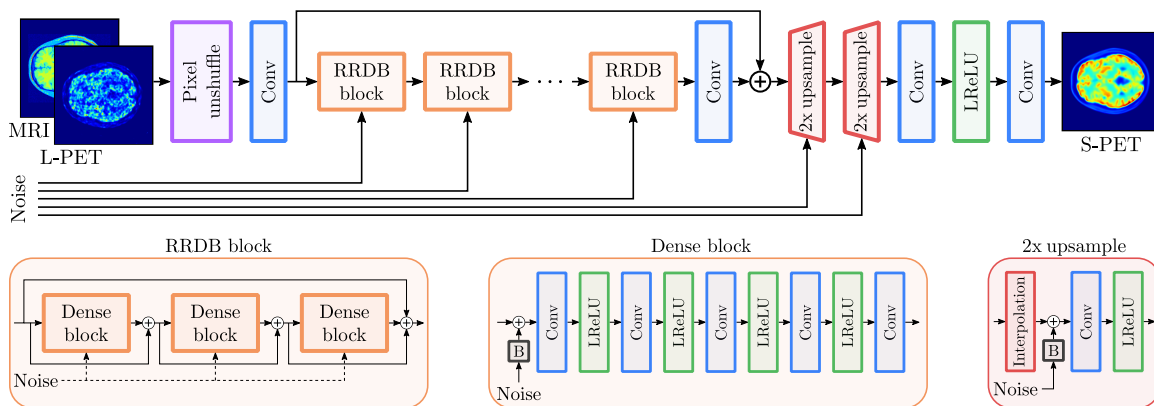 MRI
L-PET
Pixel
unshuffle
Conv
RRDB
block
RRDB
block
. . .
RRDB
block
Conv
2x upsample
2x upsample
Conv
LReLU
Conv
S-PET
Noise
RRDB block
Dense
block
Dense
block
Dense
block
Noise
Dense block
B
Noise
Conv
LReLU
Conv
LReLU
Conv
LReLU
Conv
LReLU
Conv
2x upsample
Interpolation
B
Noise
Conv
LReLU